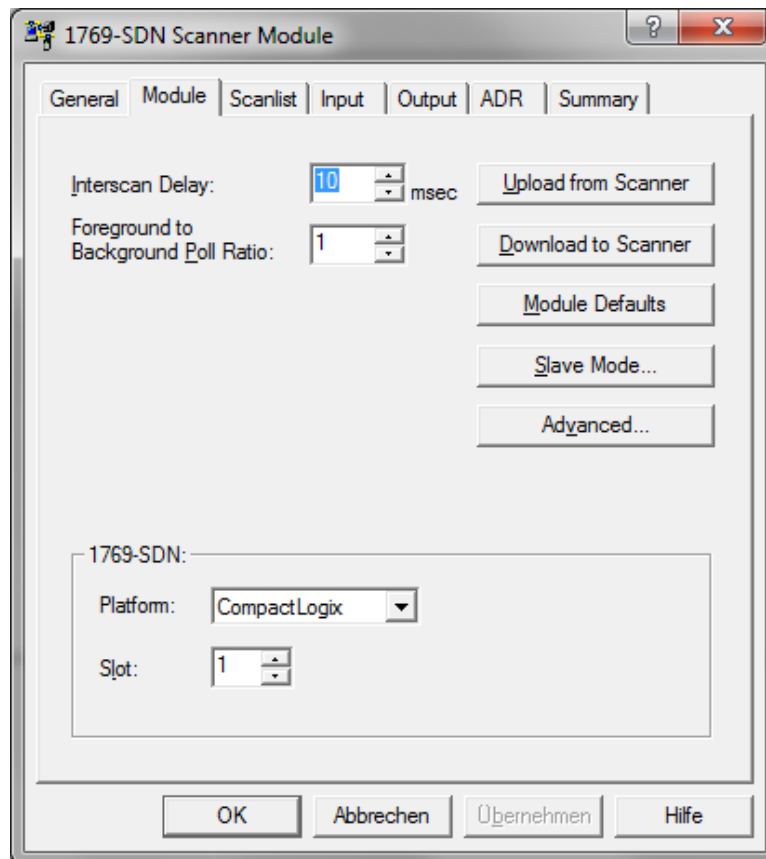 1769-SDN Scanner Module
General Module Scanlist Input Output ADR Summary
Interscan Delay: 10 msec Upload from Scanner
Foreground to
Background Poll Ratio: 1 Download to Scanner
Module Defaults
Slave Mode...
Advanced...
1769-SDN:
Platform: CompactLogix
Slot: 1
OK Abbrechen Übernehmen Hilfe